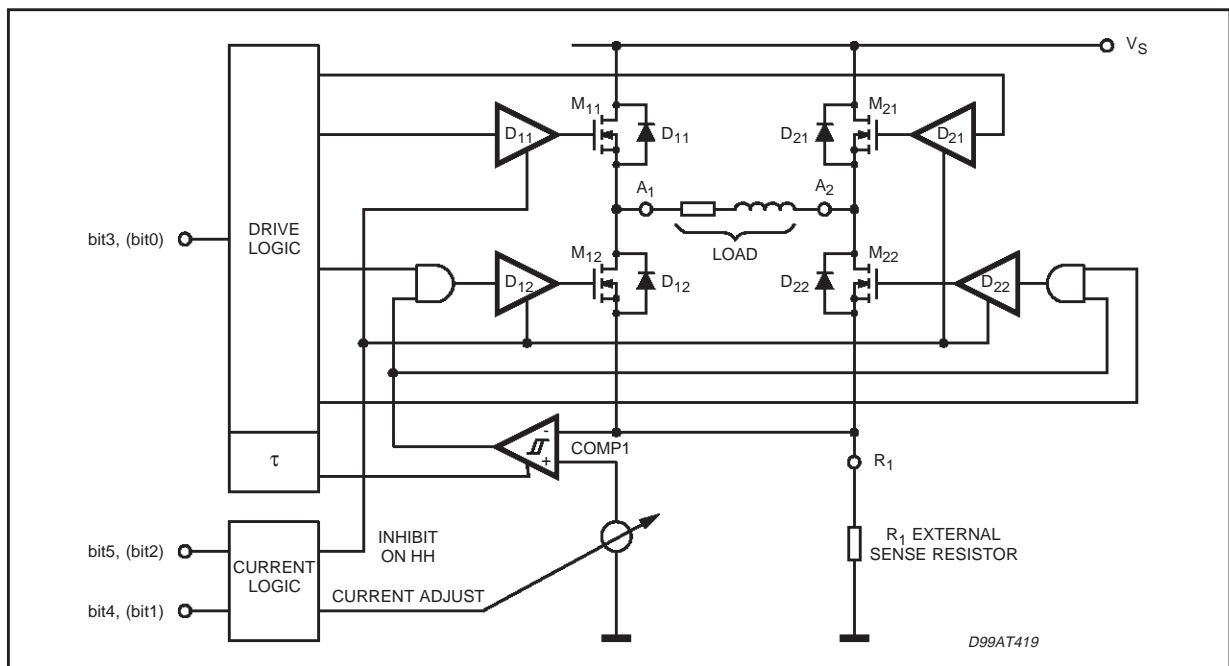 V_S
M_11
M_21
D_11
D_11
D_21
D_21
A_1
A_2
bit3, (bit0)
DRIVE
LOGIC
LOAD
M_12
M_22
D_12
D_12
D_22
D_22
-
COMP1
+
τ
R_1
bit5, (bit2)
INHIBIT
ON HH
R_1 EXTERNAL
SENSE RESISTOR
CURRENT
LOGIC
bit4, (bit1)
CURRENT ADJUST
D99AT419